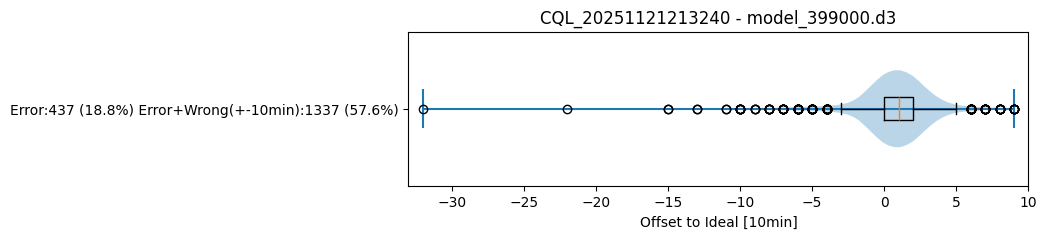 CQL_20251121213240 - model_399000.d3
Error:437 (18.8%) Error+Wrong(+-10min):1337 (57.6%)
−30 −25 −20 −15 −10 −5 0 5 10
Offset to Ideal [10min]